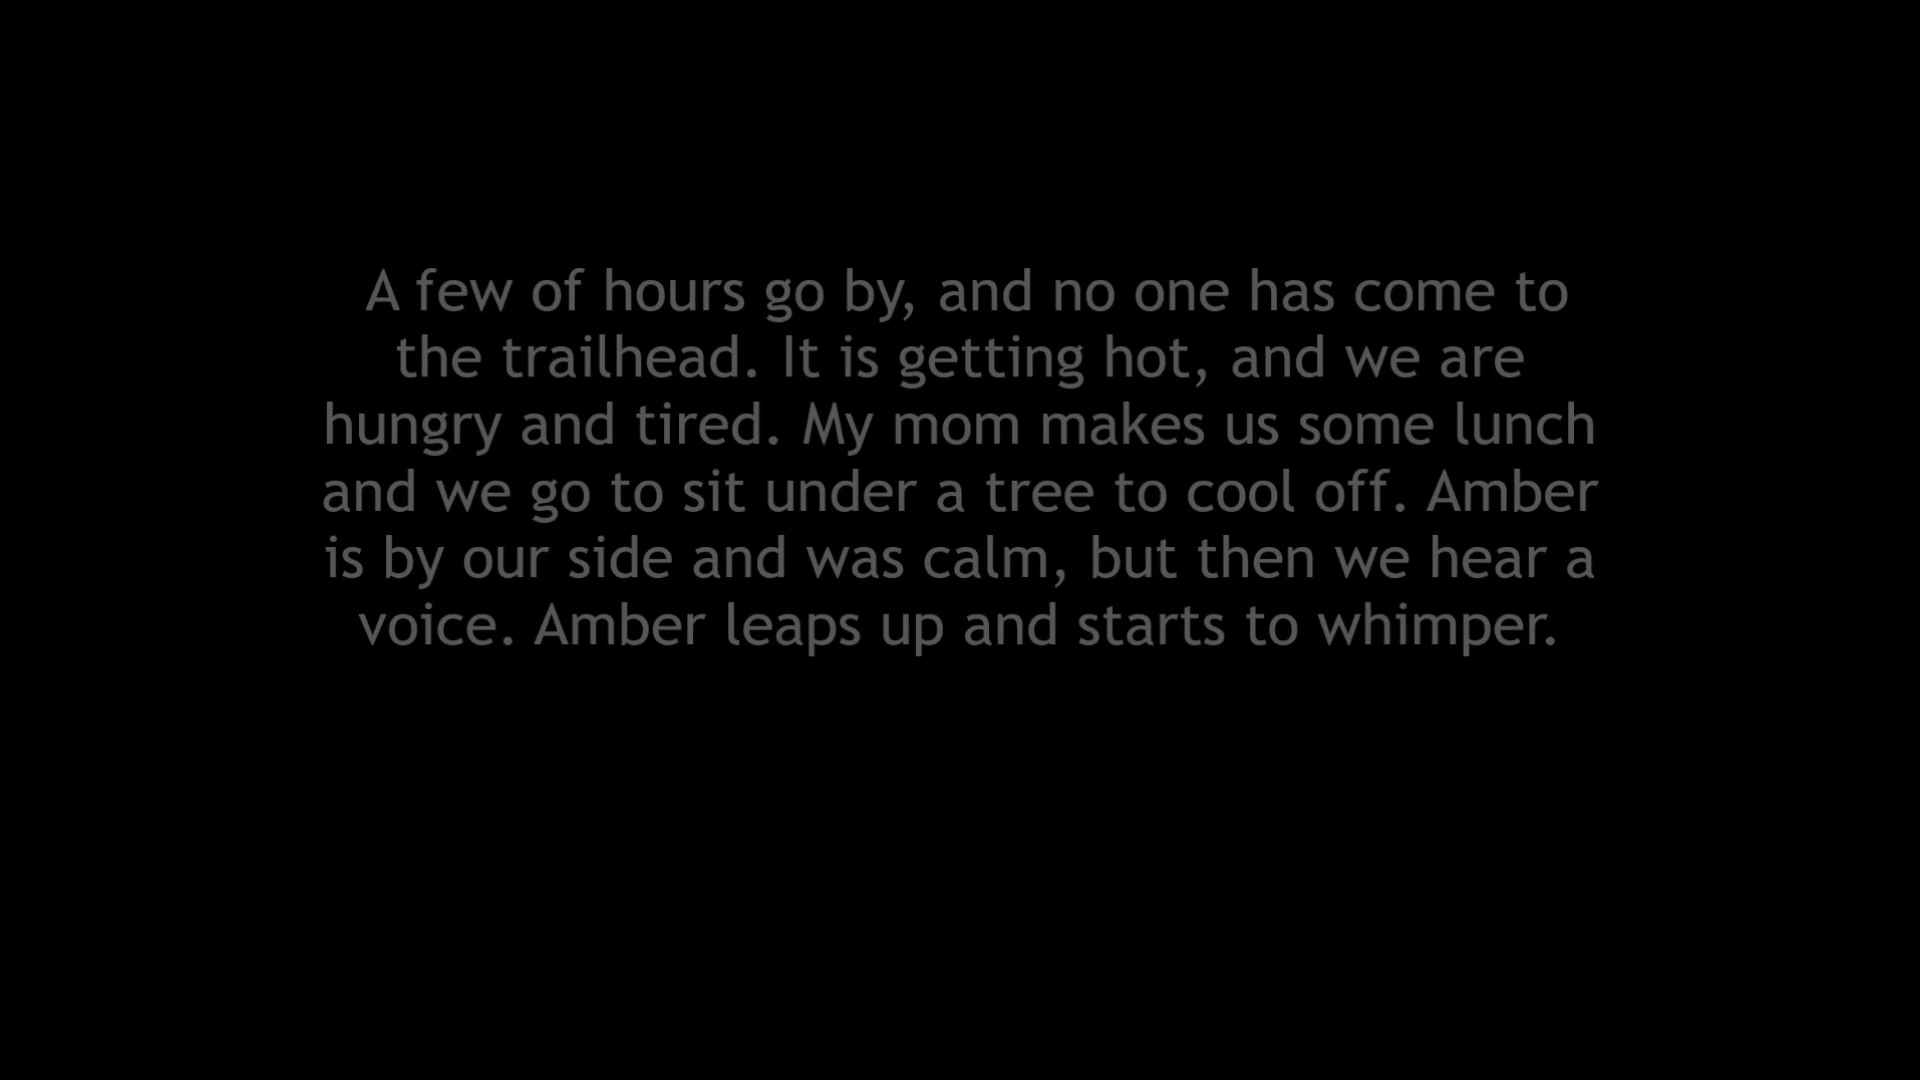 A few of hours go by, and no one has come to
the trailhead. It is getting hot, and we are
hungry and tired. My mom makes us some lunch
and we go to sit under a tree to cool off. Amber
is by our side and was calm, but then we hear a
voice. Amber leaps up and starts to whimper.